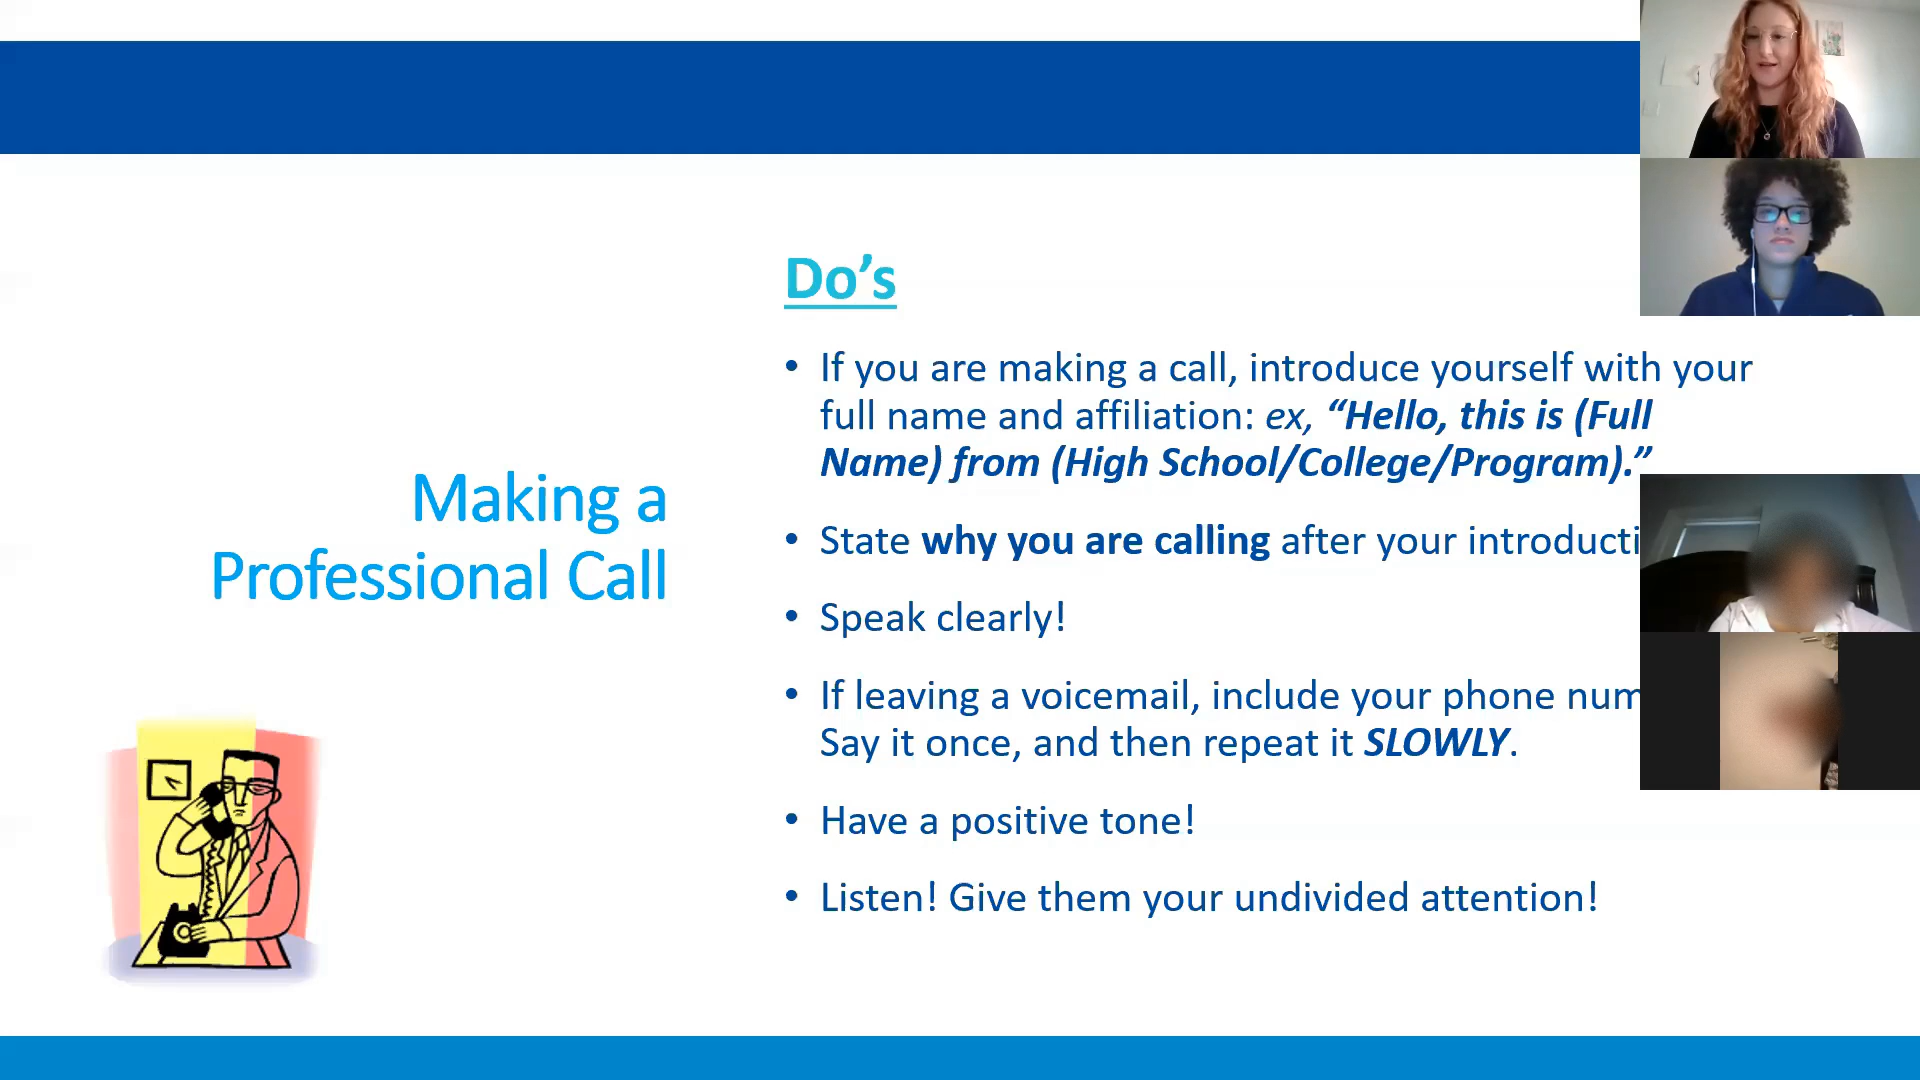 Making a
Professional Call
Do’s
• If you are making a call, introduce yourself with your
full name and affiliation: ex, “Hello, this is (Full
Name) from (High School/College/Program).”
• State why you are calling after your introducti
• Speak clearly!
• If leaving a voicemail, include your phone num
Say it once, and then repeat it SLOWLY.
• Have a positive tone!
• Listen! Give them your undivided attention!